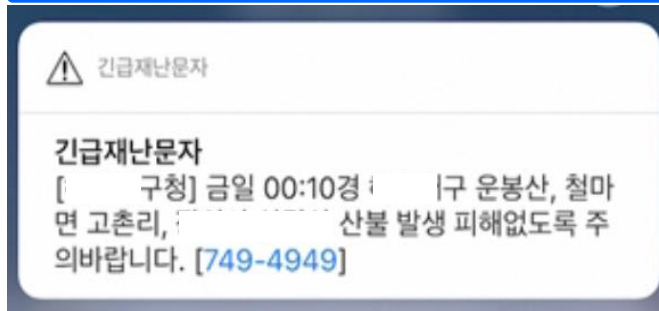 긴급재난문자
긴급재난문자
[ 구청] 금일 00:10경 구 운봉산, 철마
면 고촌리, 산불 발생 피해없도록 주
의바랍니다. [749-4949]